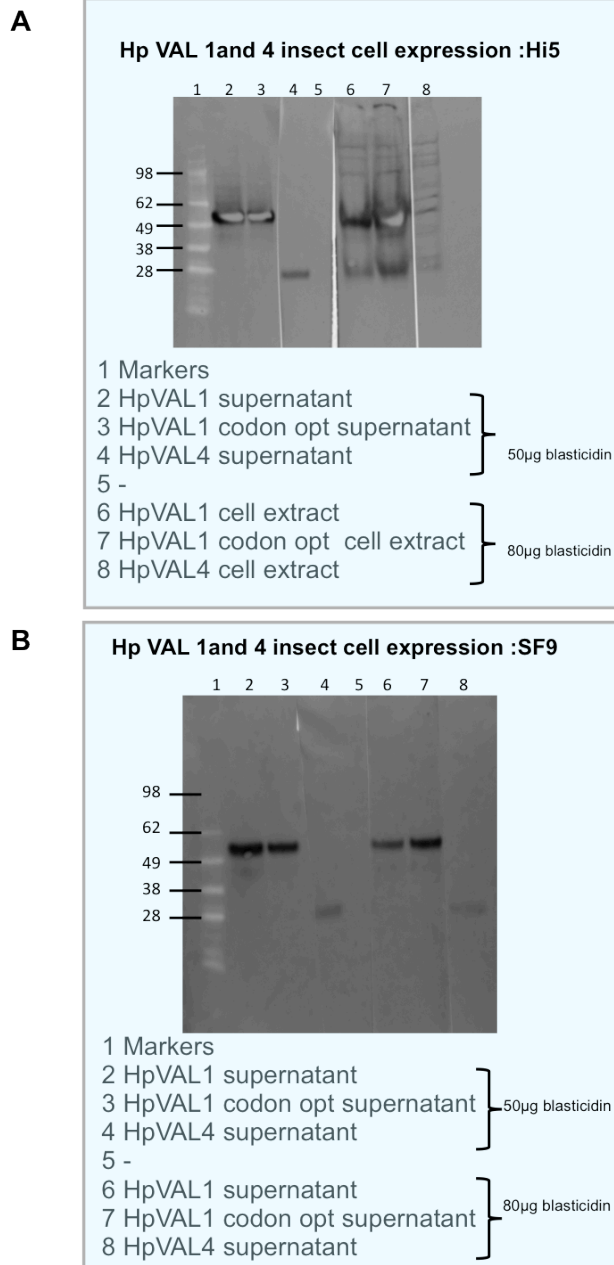 A
Hp VAL 1and 4 insect cell expression :Hi5
1 2 3 4 5 6 7 8
98
62
49
38
28
1 Markers
2 HpVAL1 supernatant
3 HpVAL1 codon opt supernatant
4 HpVAL4 supernatant
50µg blasticidin
5 -
6 HpVAL1 cell extract
7 HpVAL1 codon opt cell extract
8 HpVAL4 cell extract
80µg blasticidin
B
Hp VAL 1and 4 insect cell expression :SF9
1 2 3 4 5 6 7 8
98
62
49
38
28
1 Markers
2 HpVAL1 supernatant
3 HpVAL1 codon opt supernatant
4 HpVAL4 supernatant
50µg blasticidin
5 -
6 HpVAL1 supernatant
7 HpVAL1 codon opt supernatant
8 HpVAL4 supernatant
80µg blasticidin